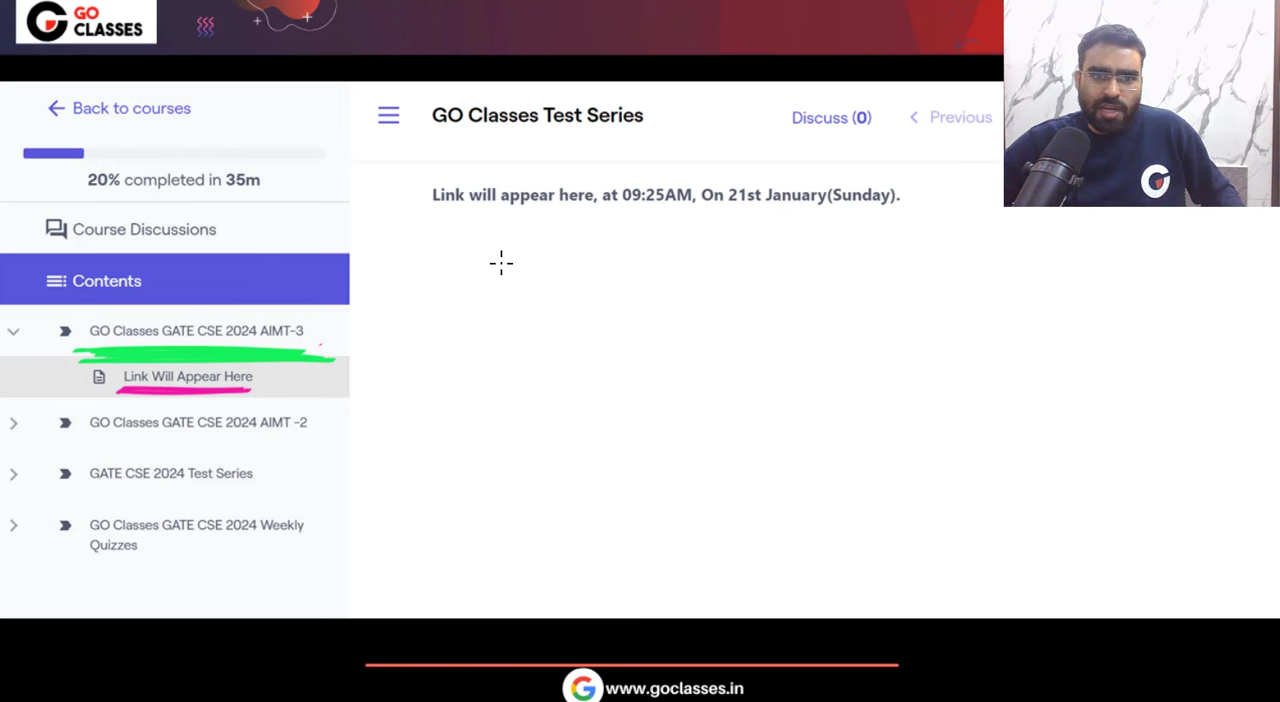 GO
CLASSES
Back to courses
20% completed in 35m
Course Discussions
Contents
GO Classes GATE CSE 2024 AIMT-3
Link Will Appear Here
GO Classes GATE CSE 2024 AIMT -2
GATE CSE 2024 Test Series
GO Classes GATE CSE 2024 Weekly
Quizzes
GO Classes Test Series
Discuss (0)
Previous
Link will appear here, at 09:25AM, On 21st January(Sunday).
www.goclasses.in